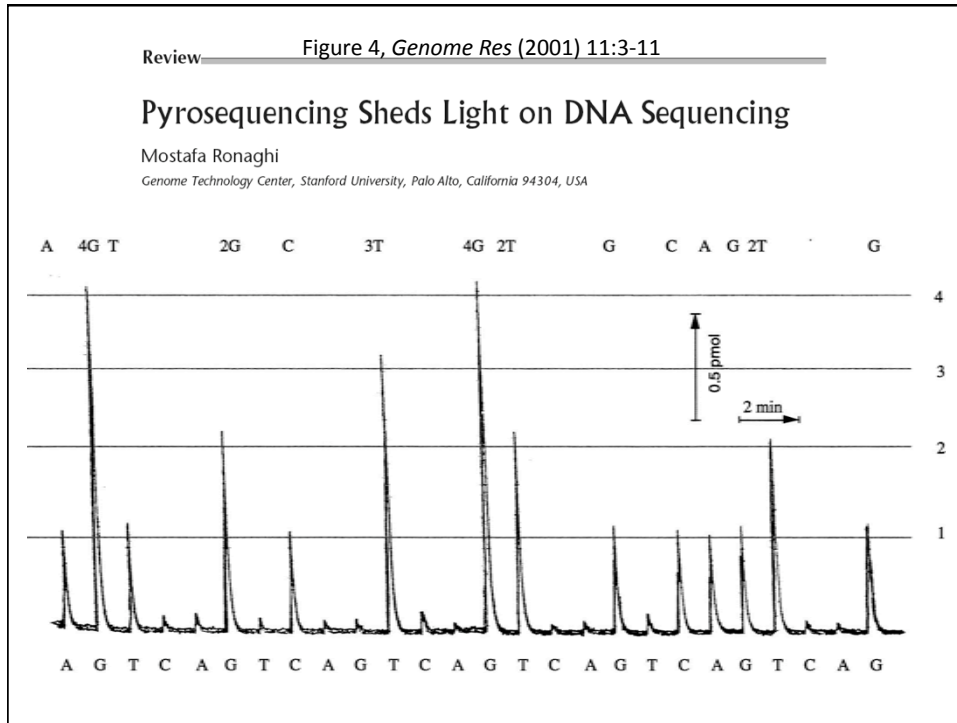 Figure 4, Genome Res (2001) 11:3-11
Review
Pyrosequencing Sheds Light on DNA Sequencing
Mostafa Ronaghi
Genome Technology Center, Stanford University, Palo Alto, California 94304, USA
A 4G T 2G C 3T 4G 2T G C A G 2T G
4
3
0.5 pmol
2 min
2
1
A G T C A G T C A G T C A G T C A G T C A G T C A G